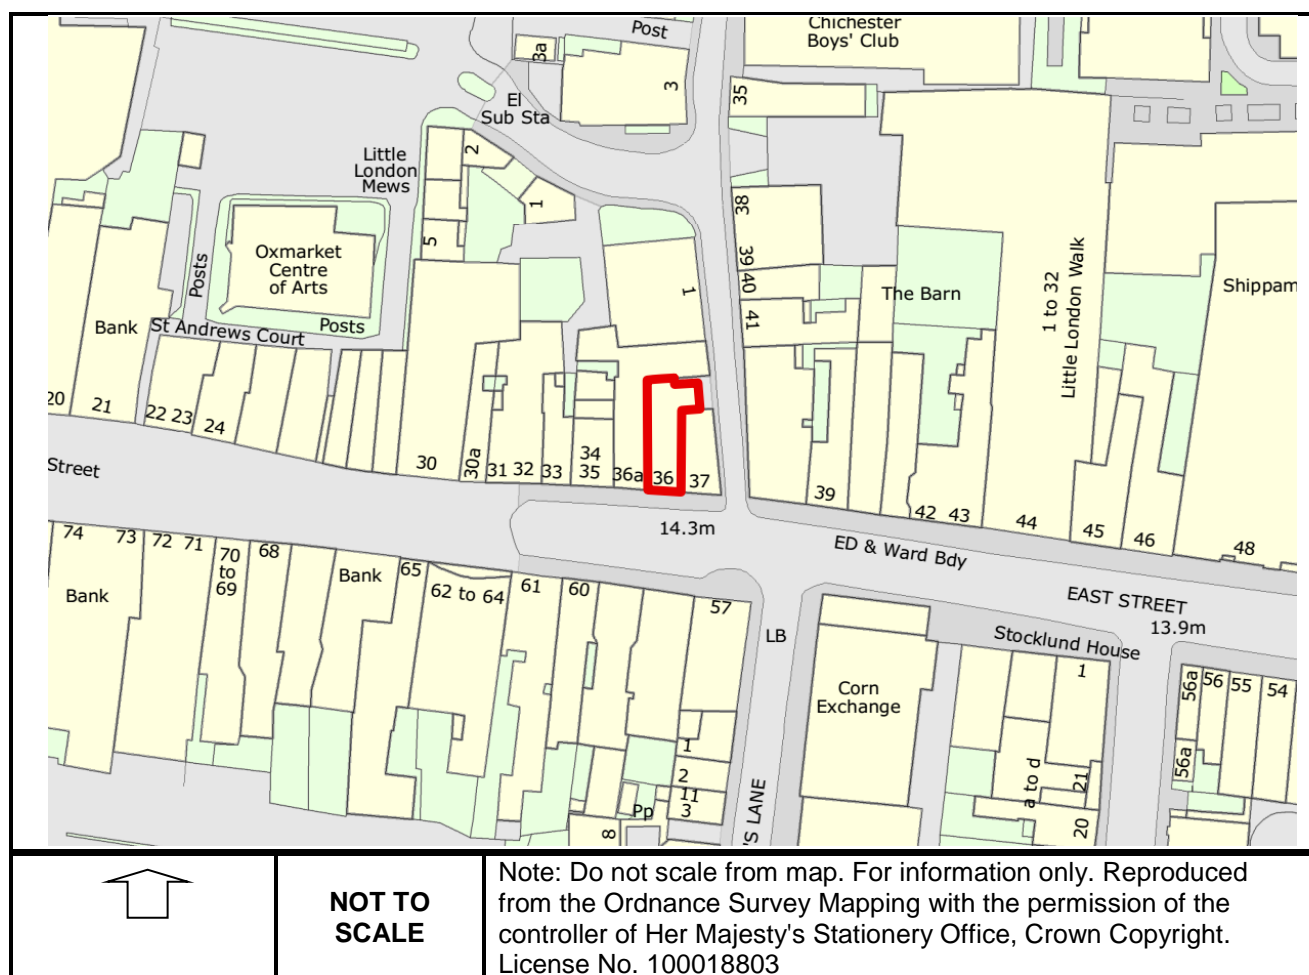 Chichester
Boys' Club
Post
3a
3
35
El
Sub Sta
Little
London
Mews
2
1
5
38
39
40
41
1
Oxmarket
Centre
of Arts
Posts
Posts
St Andrews Court
Bank
The Barn
1 to 32
Little London Walk
Shippam
20
21
22 23
24
30
30a
31
32
33
34
35
36a
36
37
39
42
43
44
45
46
48
Street
14.3m
ED & Ward Bdy
EAST STREET
13.9m
74
73
72
71
70
to
69
68
Bank
Bank
65
62 to 64
61
60
57
LB
Stocklund House
Corn
Exchange
1
56a
56
55
54
56a
1
2
11
3
Pp
8
'S LANE
a to d
21
20
NOT TO
SCALE
Note: Do not scale from map. For information only. Reproduced
from the Ordnance Survey Mapping with the permission of the
controller of Her Majesty's Stationery Office, Crown Copyright.
License No. 100018803